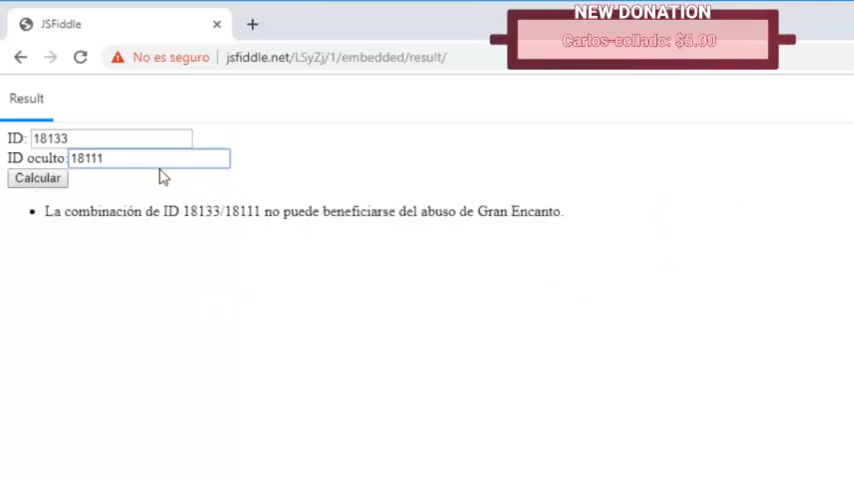 JSFiddle
NEW DONATION
Carlos-collado: $5.00
No es seguro | jsfiddle.net/LSyZj/1/embedded/result/
Result
ID: 18133
ID oculto: 18111
Calcular
• La combinación de ID 18133/18111 no puede beneficiarse del abuso de Gran Encanto.